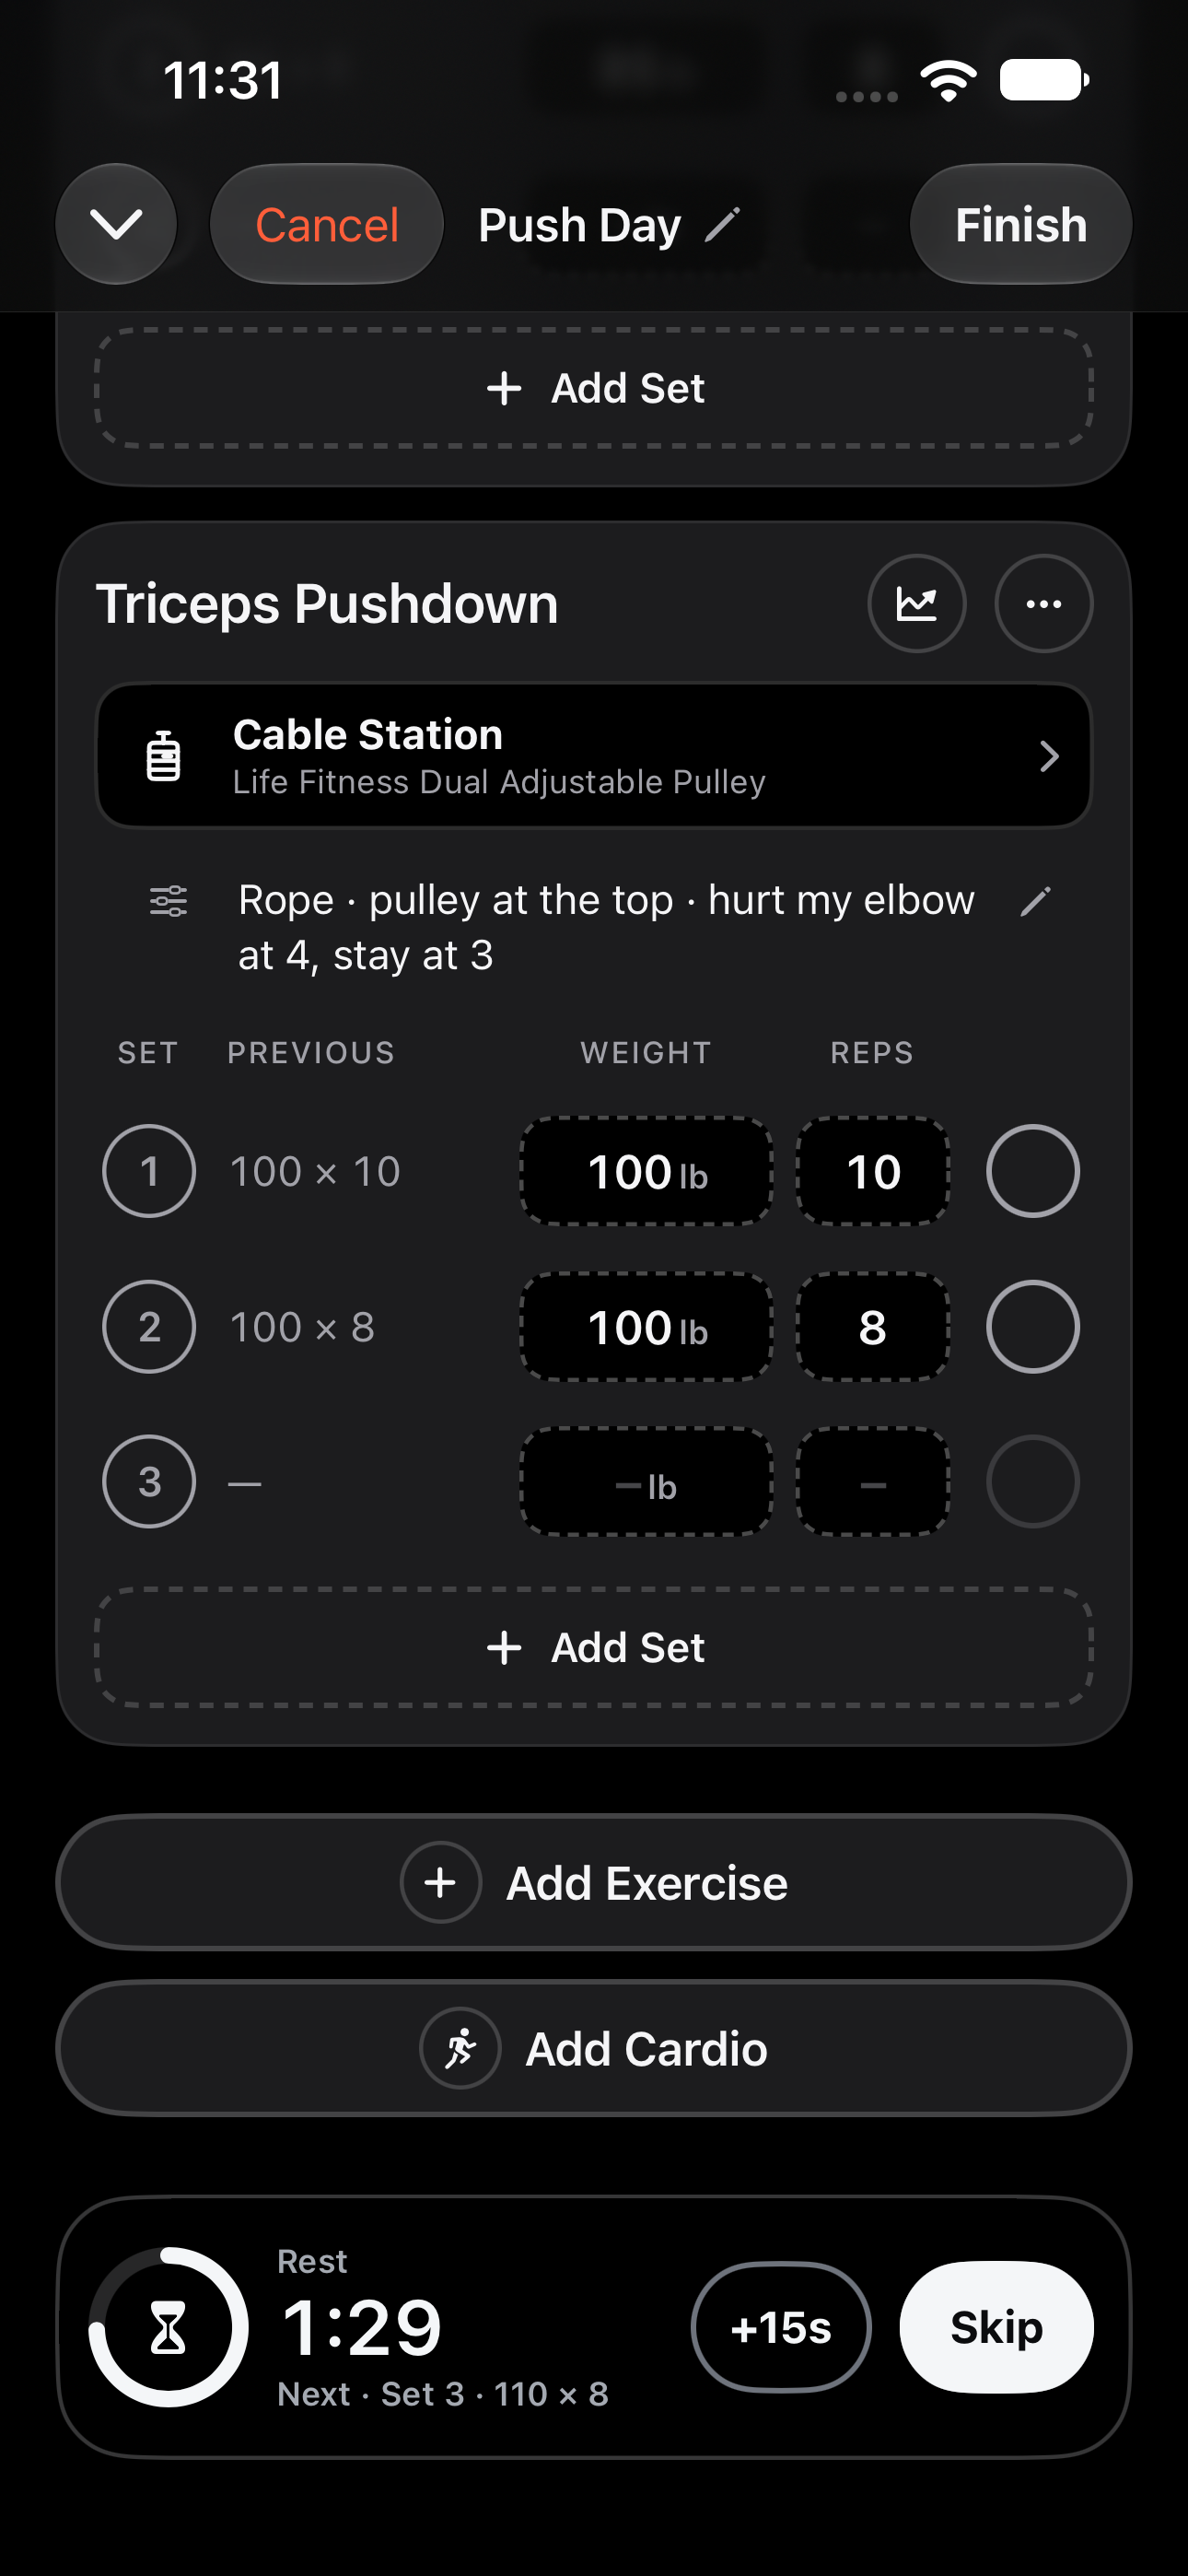 11:31
Cancel
Push Day
Finish
+ Add Set
Triceps Pushdown
Cable Station
Life Fitness Dual Adjustable Pulley
Rope · pulley at the top · hurt my elbow
at 4, stay at 3
SET PREVIOUS WEIGHT REPS
1 100 × 10 100 lb 10
2 100 × 8 100 lb 8
3 — – lb –
+ Add Set
+ Add Exercise
Add Cardio
Rest
1:29
Next · Set 3 · 110 × 8
+15s
Skip